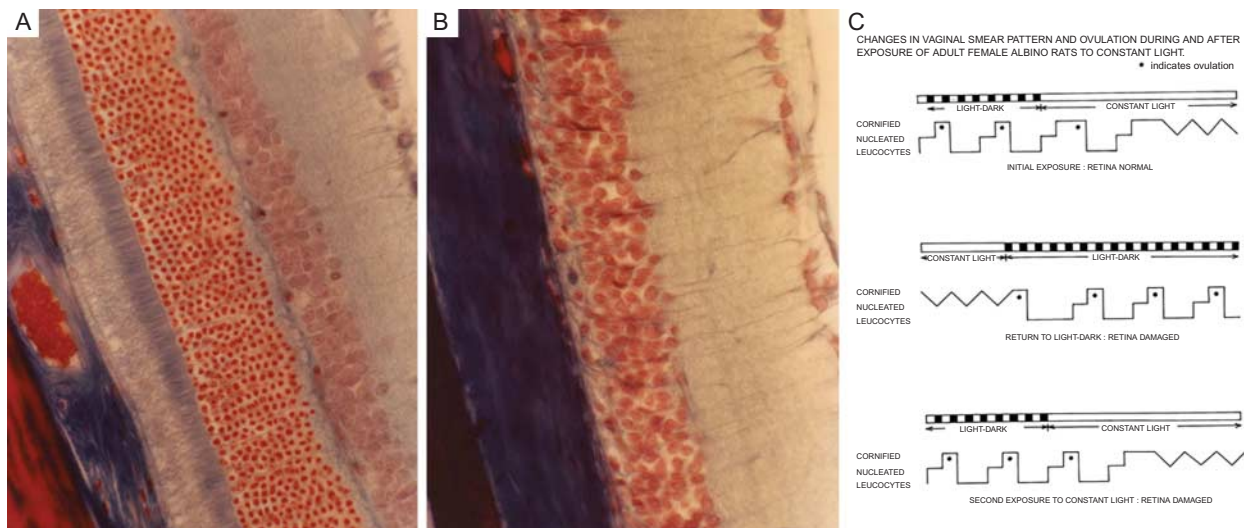 A
B
C
CHANGES IN VAGINAL SMEAR PATTERN AND OVULATION DURING AND AFTER
EXPOSURE OF ADULT FEMALE ALBINO RATS TO CONSTANT LIGHT.
* indicates ovulation
LIGHT-DARK
CONSTANT LIGHT
CORNIFIED
NUCLEATED
LEUCOCYTES
INITIAL EXPOSURE : RETINA NORMAL
CONSTANT LIGHT
LIGHT-DARK
CORNIFIED
NUCLEATED
LEUCOCYTES
RETURN TO LIGHT-DARK : RETINA DAMAGED
LIGHT-DARK
CONSTANT LIGHT
CORNIFIED
NUCLEATED
LEUCOCYTES
SECOND EXPOSURE TO CONSTANT LIGHT : RETINA DAMAGED